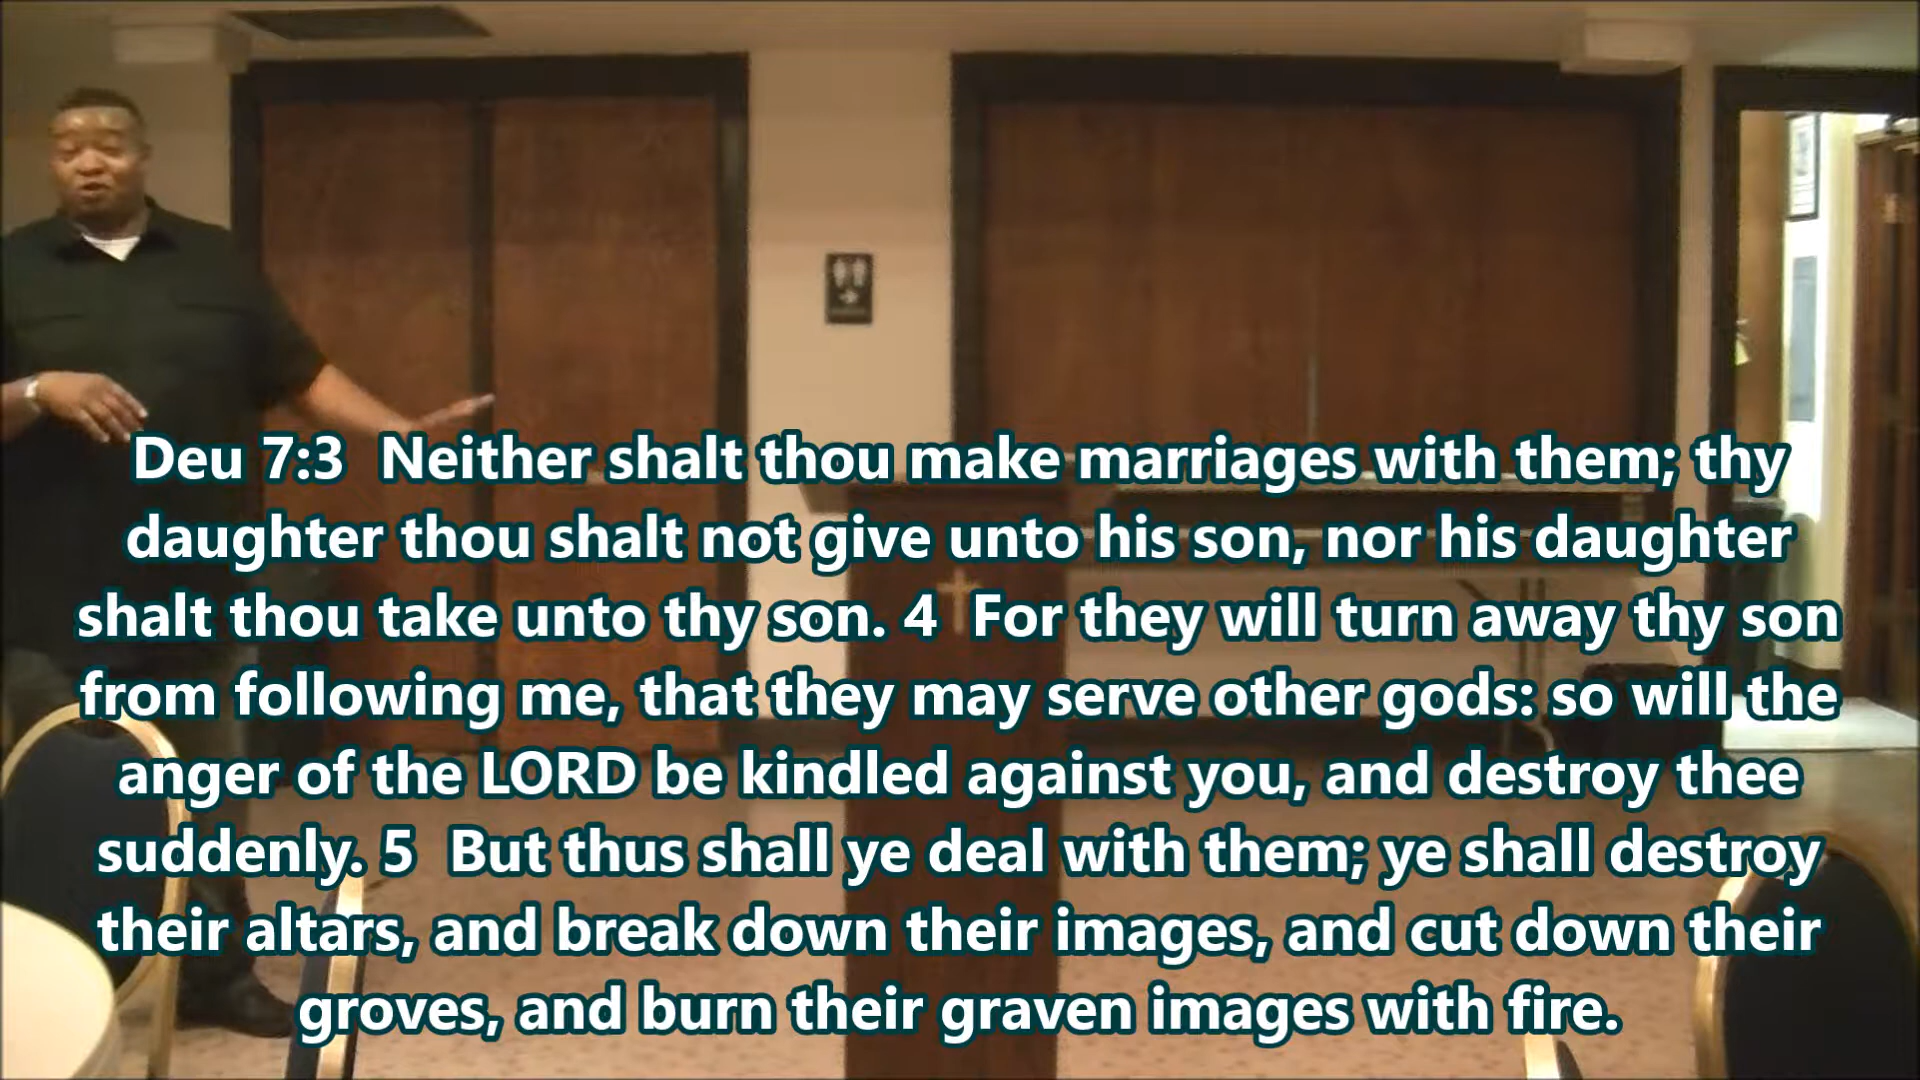 Deu 7:3  Neither shalt thou make marriages with them; thy
daughter thou shalt not give unto his son, nor his daughter
shalt thou take unto thy son. 4  For they will turn away thy son
from following me, that they may serve other gods: so will the
anger of the LORD be kindled against you, and destroy thee
suddenly. 5  But thus shall ye deal with them; ye shall destroy
their altars, and break down their images, and cut down their
groves, and burn their graven images with fire.